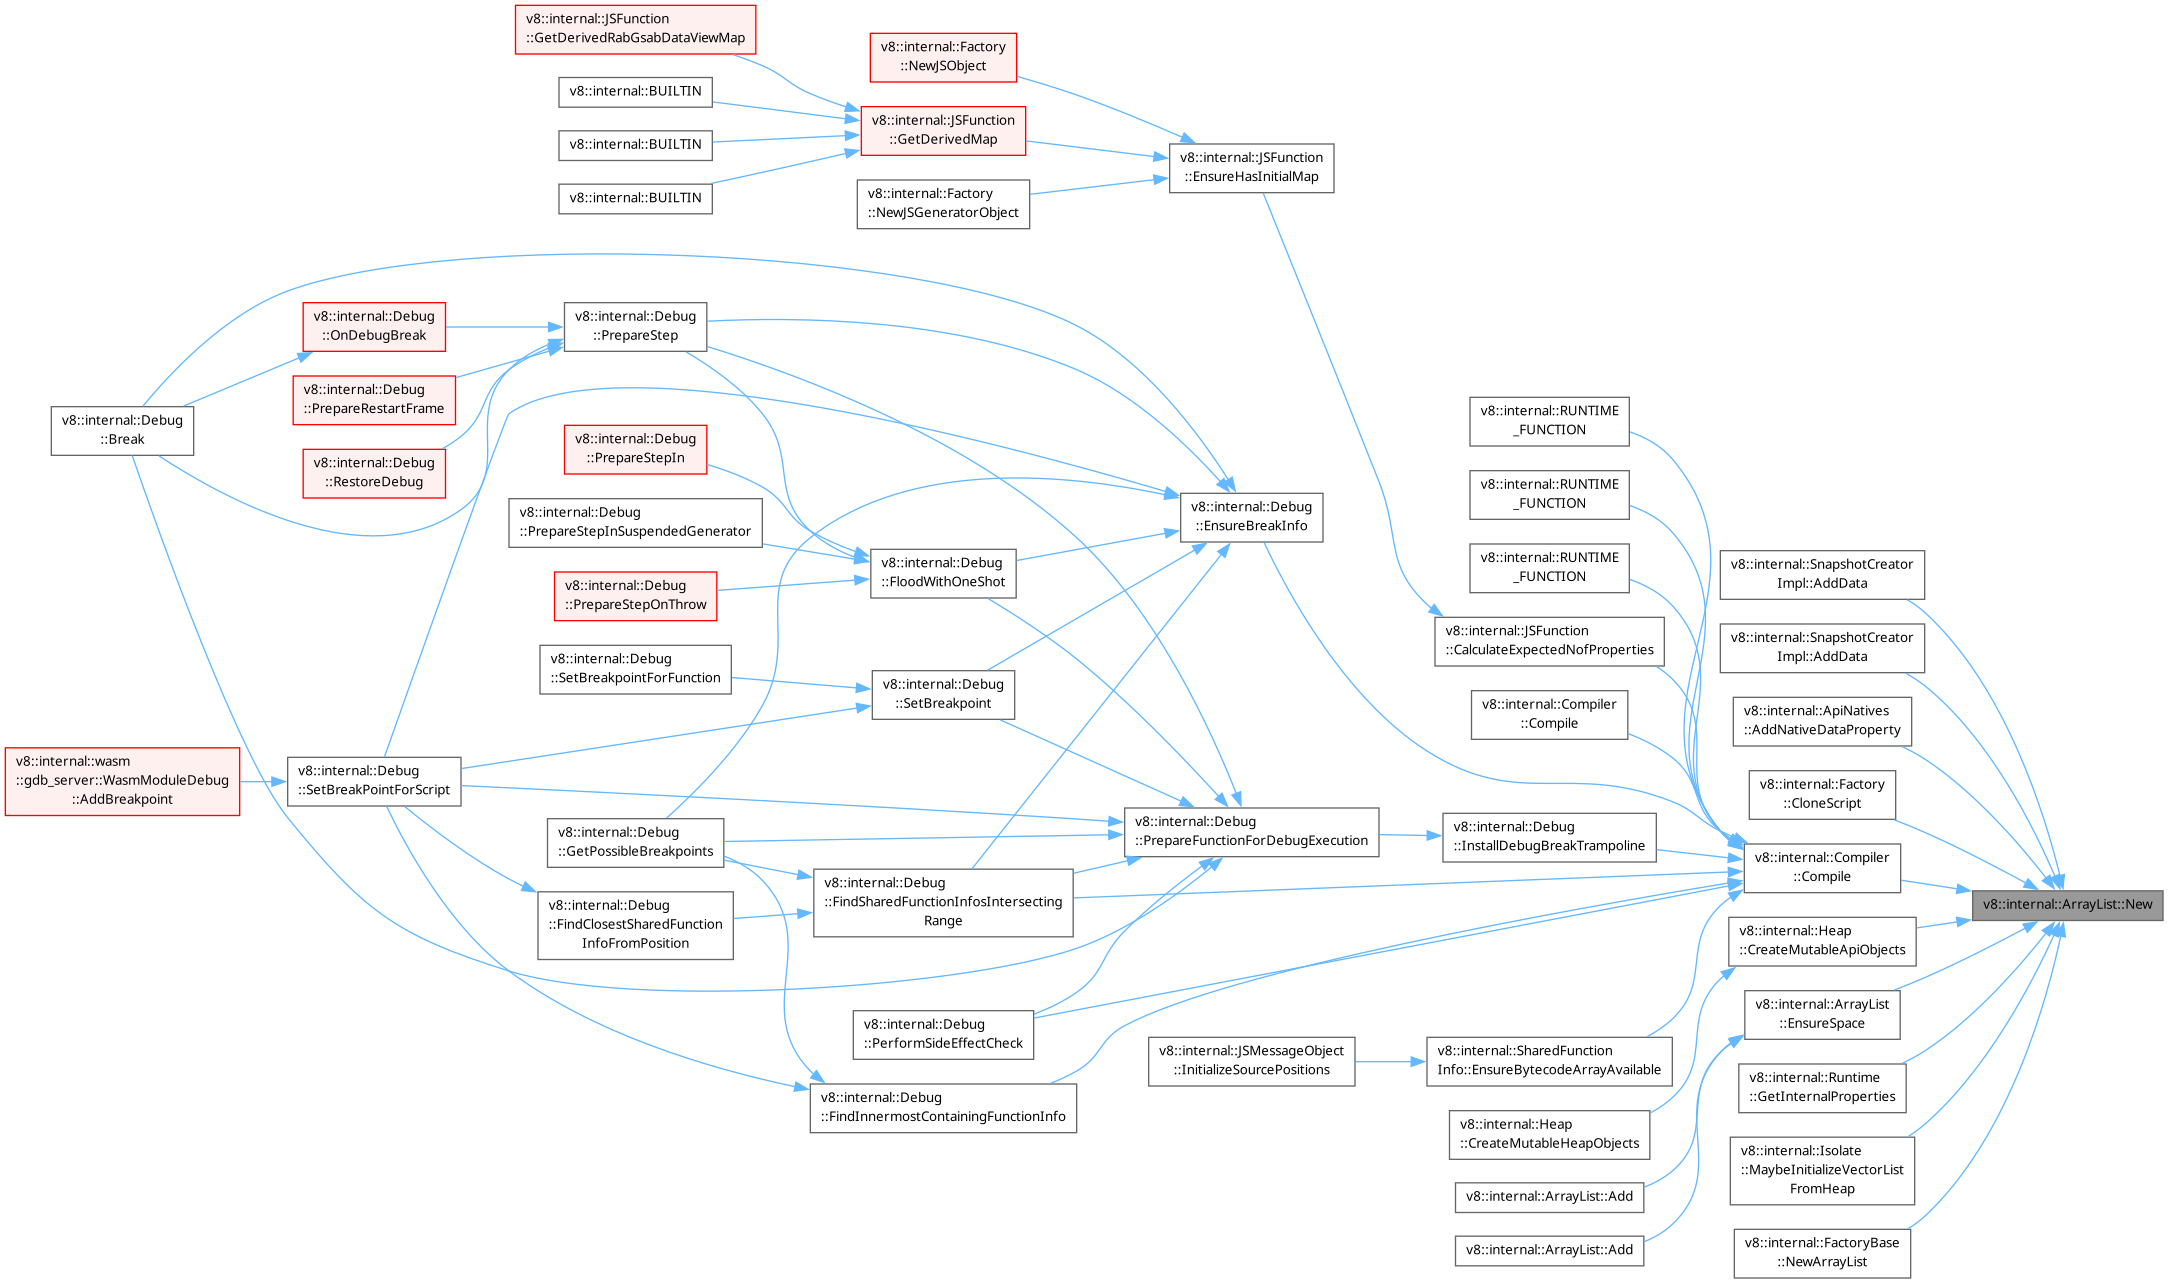 v8::internal::JSFunction
::GetDerivedRabGsabDataViewMap
v8::internal::Factory
::NewJSObject
v8::internal::BUILTIN
v8::internal::JSFunction
::GetDerivedMap
v8::internal::BUILTIN
v8::internal::JSFunction
::EnsureHasInitialMap
v8::internal::BUILTIN
v8::internal::Factory
::NewJSGeneratorObject
v8::internal::Debug
::OnDebugBreak
v8::internal::Debug
::PrepareStep
v8::internal::Debug
::PrepareRestartFrame
v8::internal::Debug
::Break
v8::internal::RUNTIME
_FUNCTION
v8::internal::Debug
::PrepareStepIn
v8::internal::Debug
::RestoreDebug
v8::internal::RUNTIME
_FUNCTION
v8::internal::Debug
::PrepareStepInSuspendedGenerator
v8::internal::Debug
::EnsureBreakInfo
v8::internal::RUNTIME
_FUNCTION
v8::internal::Debug
::FloodWithOneShot
v8::internal::SnapshotCreator
Impl::AddData
v8::internal::Debug
::PrepareStepOnThrow
v8::internal::JSFunction
::CalculateExpectedNofProperties
v8::internal::SnapshotCreator
Impl::AddData
v8::internal::Debug
::SetBreakpointForFunction
v8::internal::Debug
::SetBreakpoint
v8::internal::Compiler
::Compile
v8::internal::ApiNatives
::AddNativeDataProperty
v8::internal::wasm
::gdb_server::WasmModuleDebug
::AddBreakpoint
v8::internal::Debug
::SetBreakPointForScript
v8::internal::Factory
::CloneScript
v8::internal::Debug
::GetPossibleBreakpoints
v8::internal::Debug
::PrepareFunctionForDebugExecution
v8::internal::Debug
::InstallDebugBreakTrampoline
v8::internal::Compiler
::Compile
v8::internal::Debug
::FindSharedFunctionInfosIntersecting
Range
v8::internal::ArrayList::New
v8::internal::Debug
::FindClosestSharedFunction
InfoFromPosition
v8::internal::Heap
::CreateMutableApiObjects
v8::internal::Debug
::PerformSideEffectCheck
v8::internal::ArrayList
::EnsureSpace
v8::internal::JSMessageObject
::InitializeSourcePositions
v8::internal::SharedFunction
Info::EnsureBytecodeArrayAvailable
v8::internal::Runtime
::GetInternalProperties
v8::internal::Debug
::FindInnermostContainingFunctionInfo
v8::internal::Heap
::CreateMutableHeapObjects
v8::internal::Isolate
::MaybeInitializeVectorList
FromHeap
v8::internal::ArrayList::Add
v8::internal::ArrayList::Add
v8::internal::FactoryBase
::NewArrayList